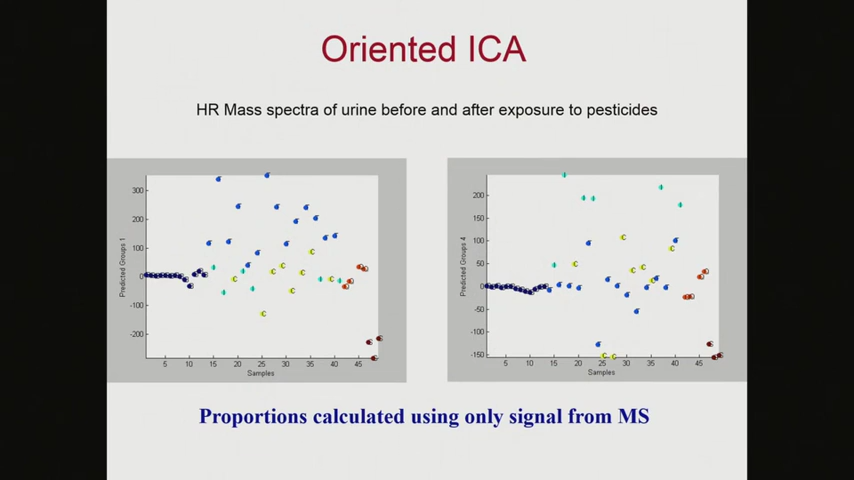 Oriented ICA
HR Mass spectra of urine before and after exposure to pesticides
300
200
100
0
-100
-200
Predicted Groups 1
5 10 15 20 25 30 35 40 45
Samples
200
150
100
50
0
-50
-100
-150
Predicted Groups 4
5 10 15 20 25 30 35 40 45
Samples
Proportions calculated using only signal from MS